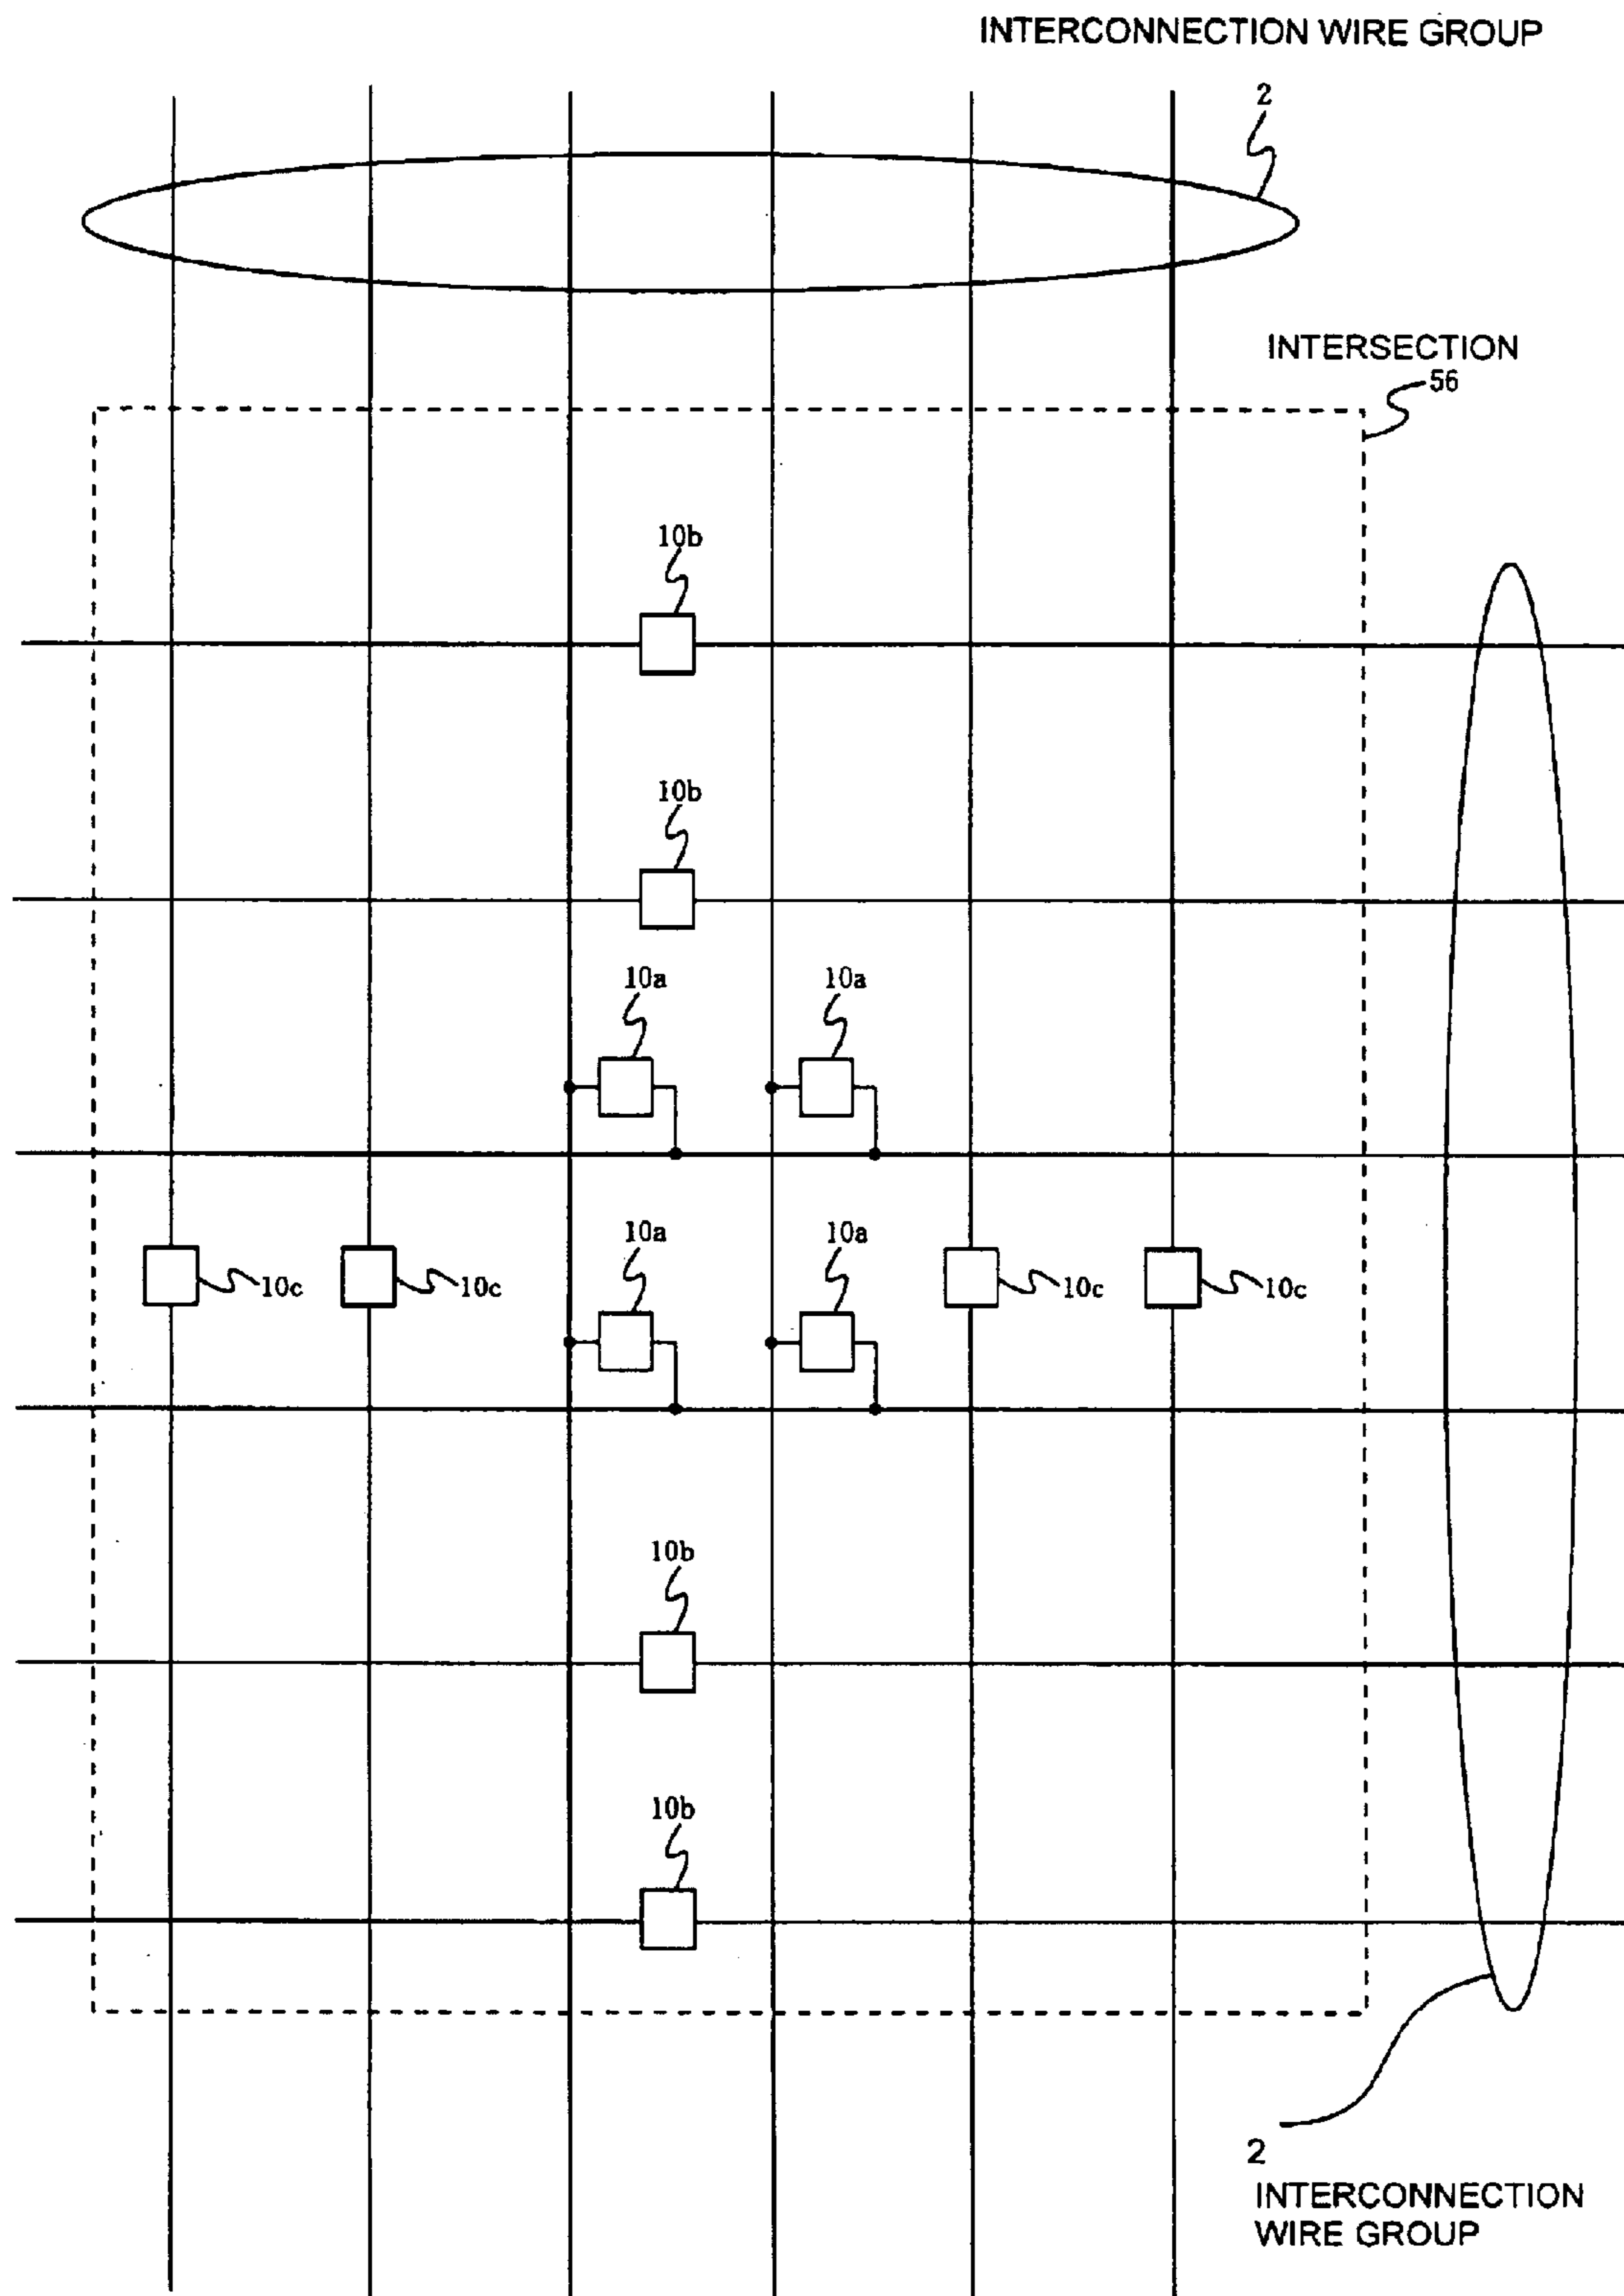 INTERCONNECTION WIRE GROUP
2
INTERSECTION
56
10b
10b
10a 10a
10a 10a
10c 10c 10c 10c
10b
10b
2
INTERCONNECTION
WIRE GROUP